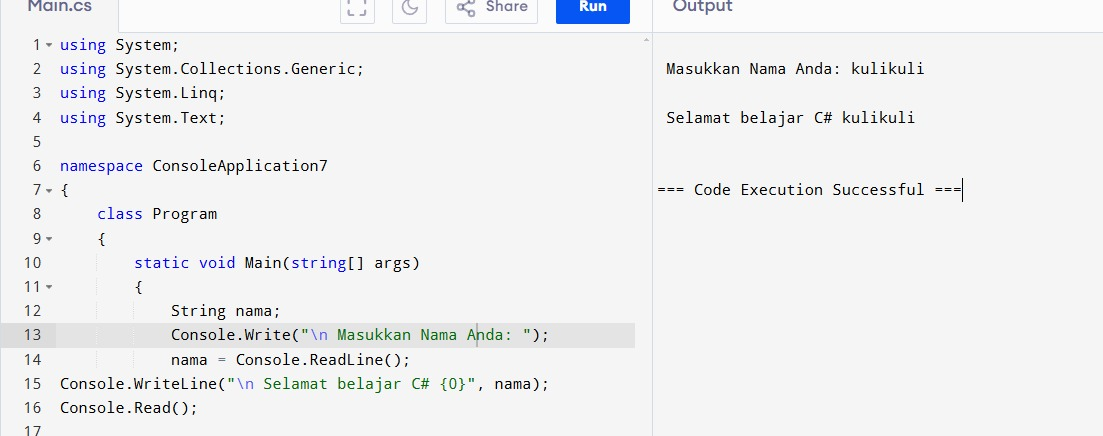 Main.cs
Share
Run
Output
1 using System;
2 using System.Collections.Generic;
3 using System.Linq;
4 using System.Text;
5
6 namespace ConsoleApplication7
7 {
8 class Program
9 {
10 static void Main(string[] args)
11 {
12 String nama;
13 Console.Write("\n Masukkan Nama Anda: ");
14 nama = Console.ReadLine();
15 Console.WriteLine("\n Selamat belajar C# {0}", nama);
16 Console.Read();
17
Masukkan Nama Anda: kulikuli
Selamat belajar C# kulikuli
=== Code Execution Successful ===